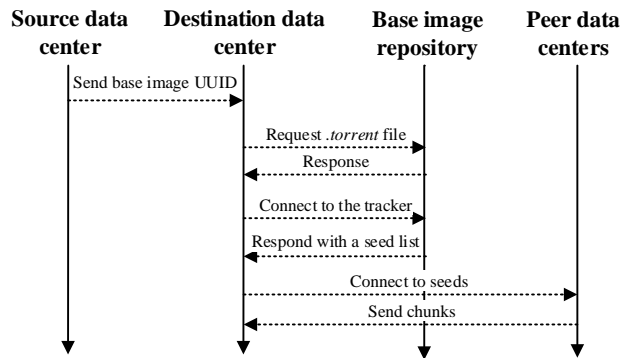 Source data
center
Destination data
center
Base image
repository
Peer data
centers
Send base image UUID
Request .torrent file
Response
Connect to the tracker
Respond with a seed list
Connect to seeds
Send chunks